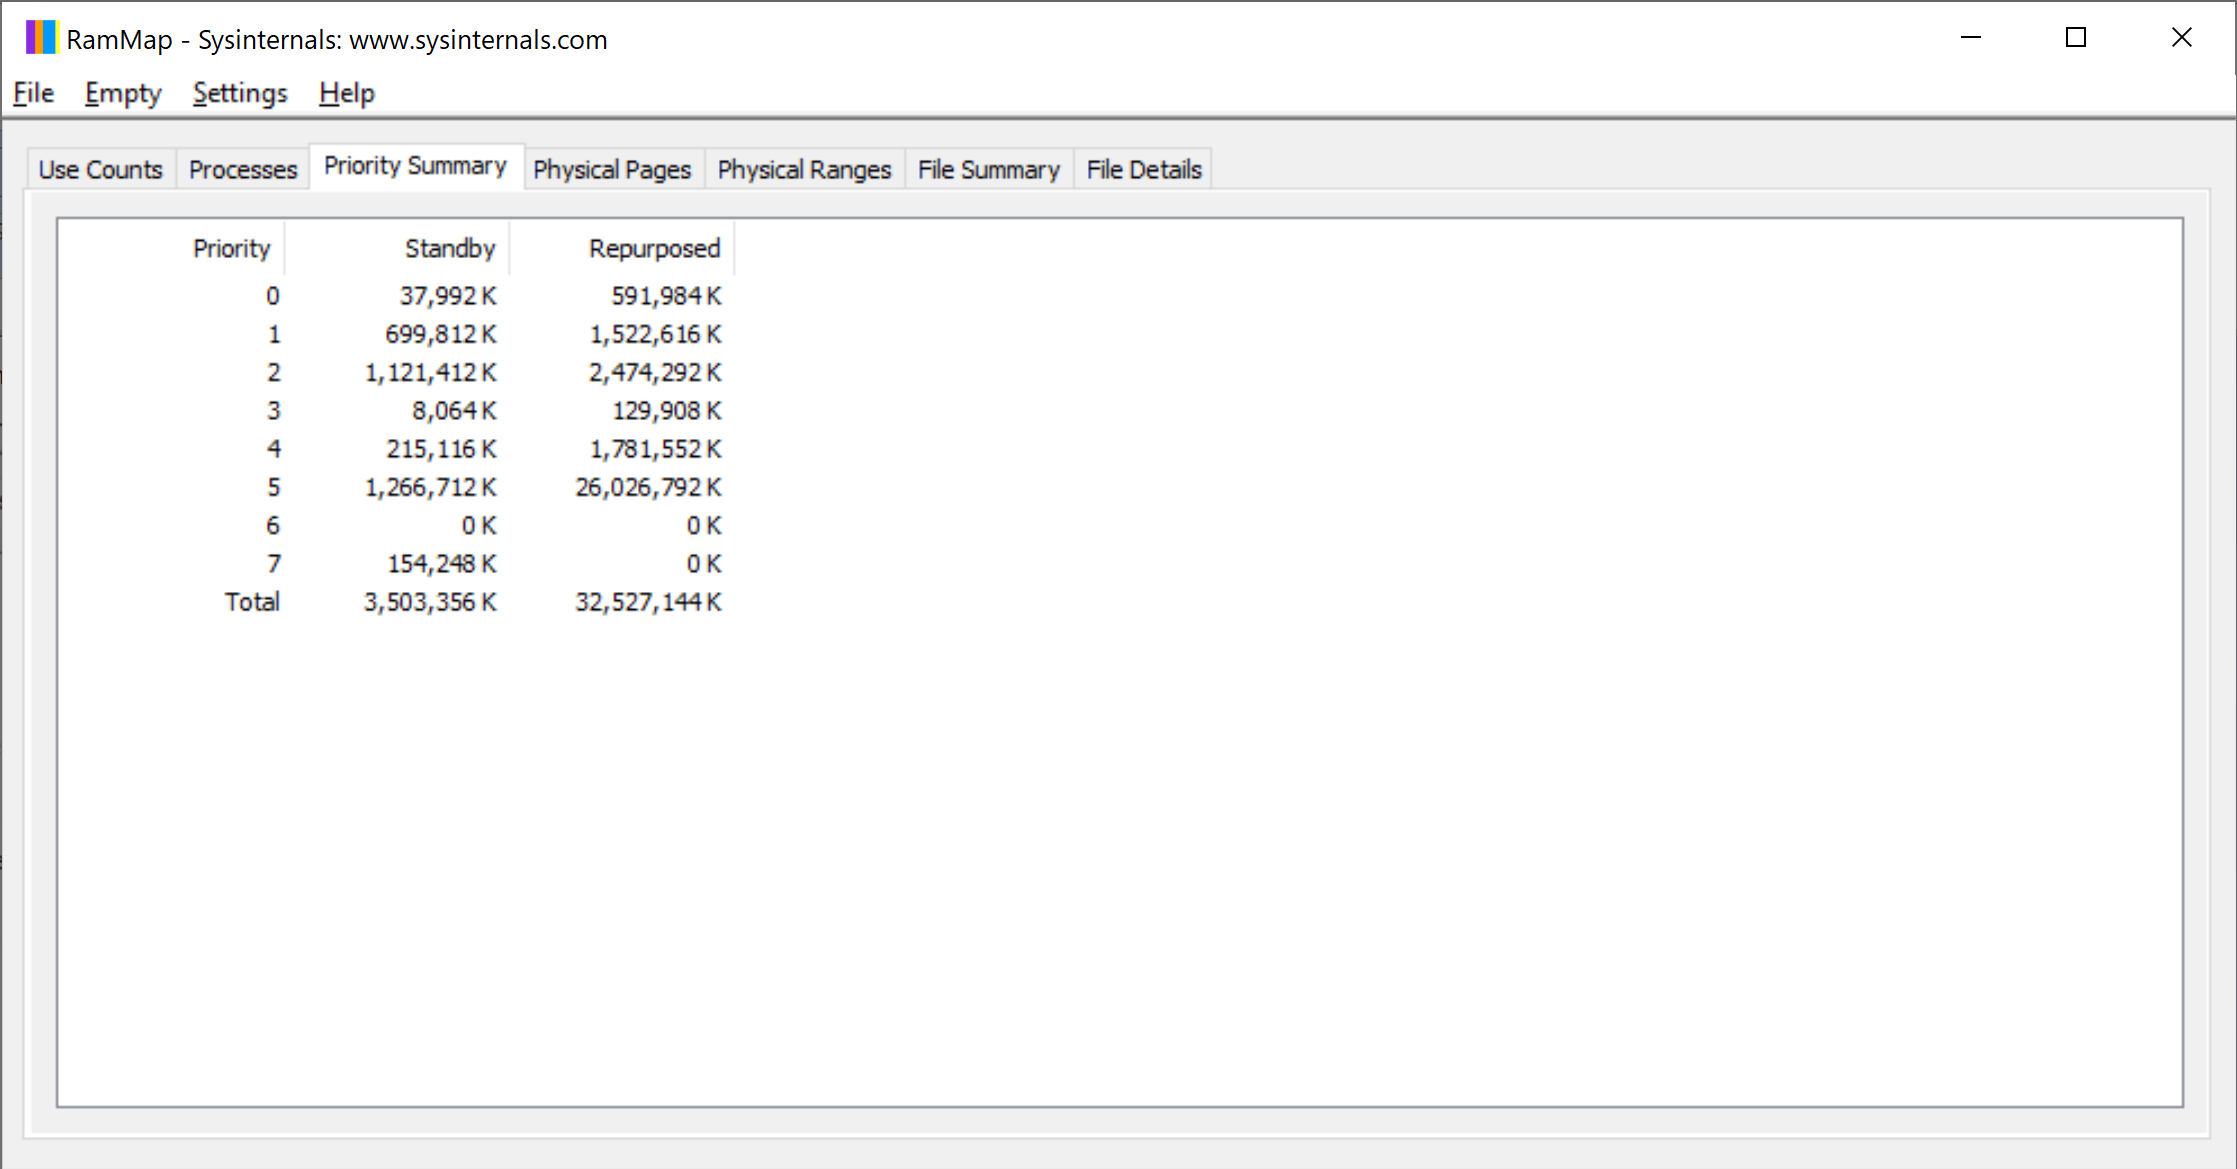 RamMap - Sysinternals: www.sysinternals.com
File Empty Settings Help
Use Counts Processes Priority Summary Physical Pages Physical Ranges File Summary File Details
Priority Standby Repurposed
0 37,992 K 591,984 K
1 699,812 K 1,522,616 K
2 1,121,412 K 2,474,292 K
3 8,064 K 129,908 K
4 215,116 K 1,781,552 K
5 1,266,712 K 26,026,792 K
6 0 K 0 K
7 154,248 K 0 K
Total 3,503,356 K 32,527,144 K